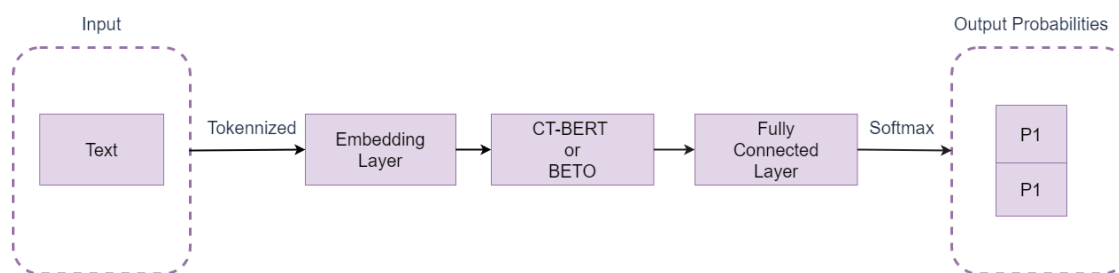 Input
Output Probabilities
Text
Tokennized
Embedding
Layer
CT-BERT
or
BETO
Fully
Connected
Layer
Softmax
P1
P1